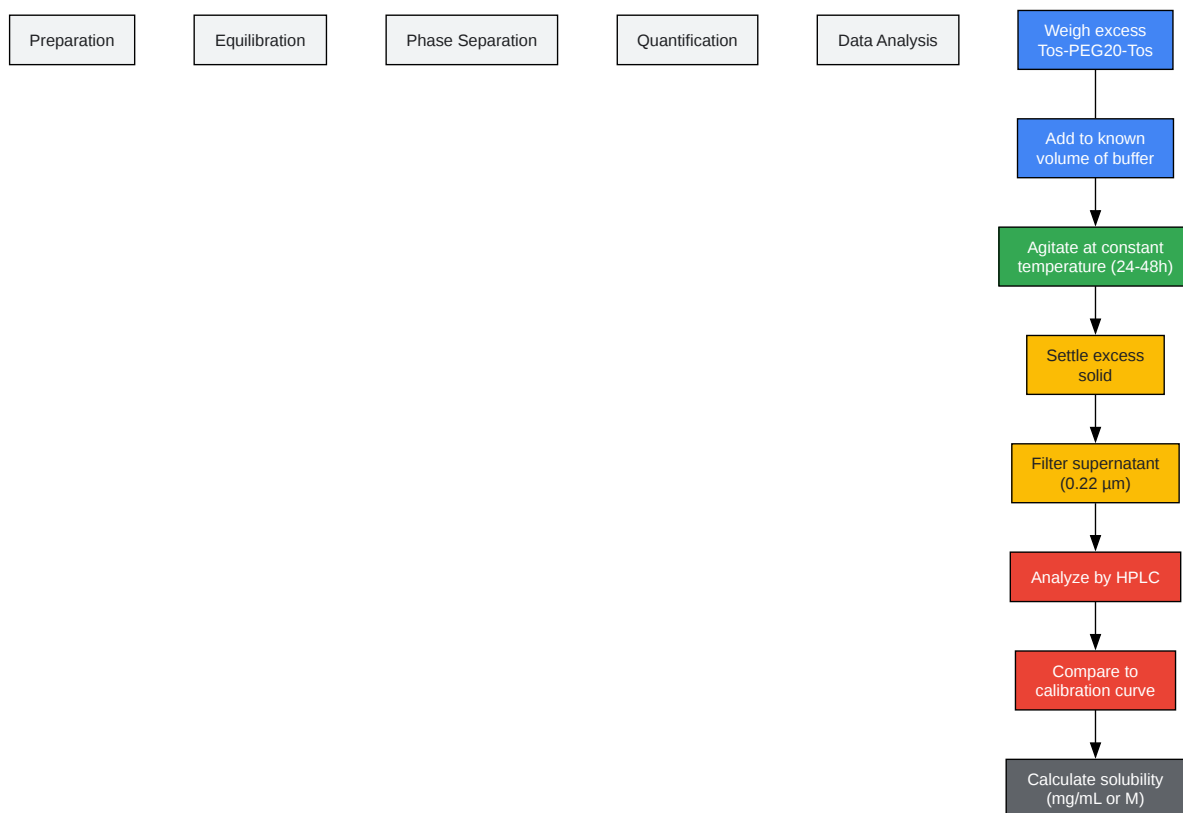 Preparation
Equilibration
Phase Separation
Quantification
Data Analysis
Weigh excess
Tos-PEG20-Tos
Add to known
volume of buffer
Agitate at constant
temperature (24-48h)
Settle excess
solid
Filter supernatant
(0.22 µm)
Analyze by HPLC
Compare to
calibration curve
Calculate solubility
(mg/mL or M)